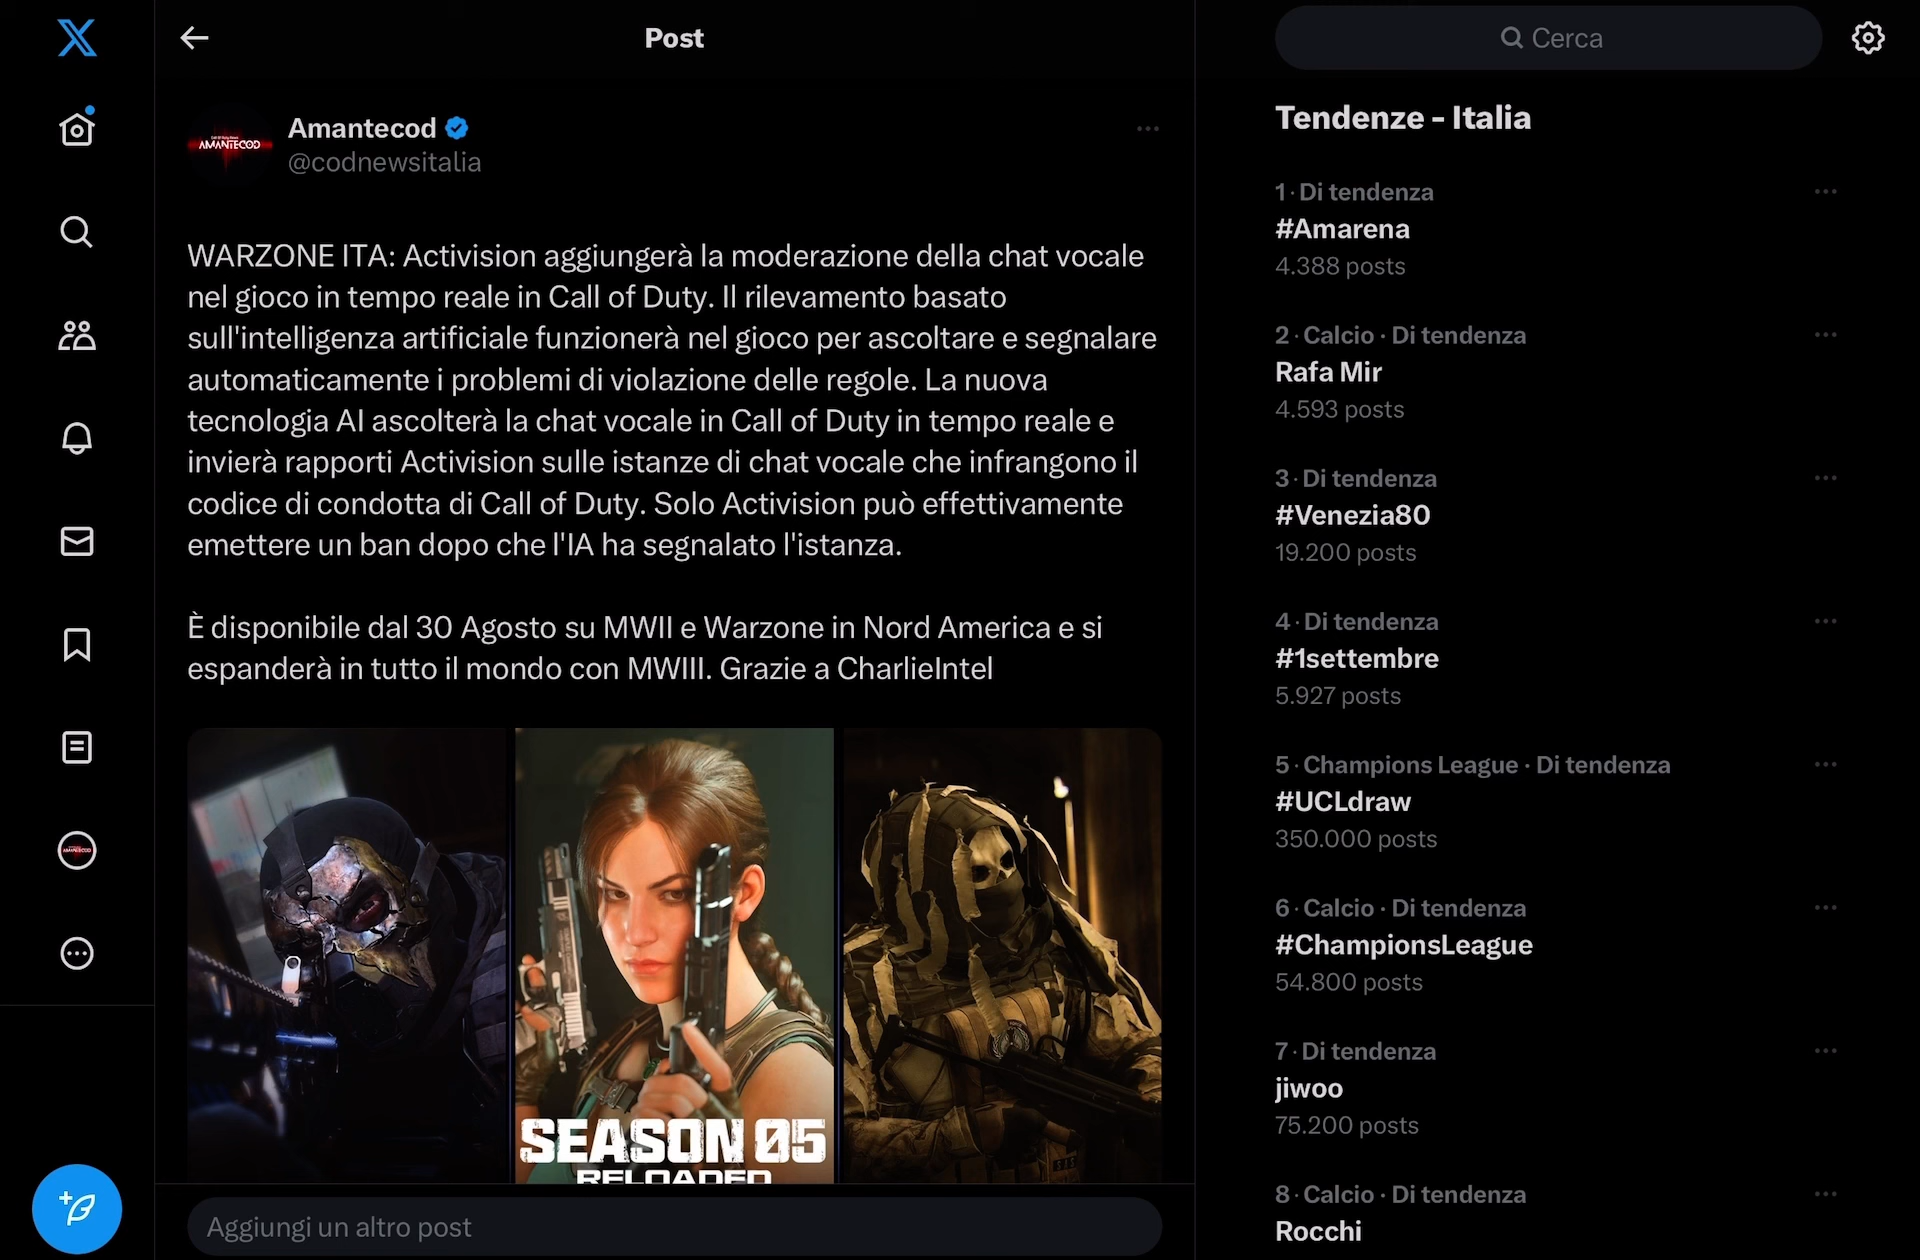 Post
AMANTECOD
Amantecod
@codnewsitalia
WARZONE ITA: Activision aggiungerà la moderazione della chat vocale
nel gioco in tempo reale in Call of Duty. Il rilevamento basato
sull'intelligenza artificiale funzionerà nel gioco per ascoltare e segnalare
automaticamente i problemi di violazione delle regole. La nuova
tecnologia AI ascolterà la chat vocale in Call of Duty in tempo reale e
invierà rapporti Activision sulle istanze di chat vocale che infrangono il
codice di condotta di Call of Duty. Solo Activision può effettivamente
emettere un ban dopo che l'IA ha segnalato l'istanza.
È disponibile dal 30 Agosto su MWII e Warzone in Nord America e si
espanderà in tutto il mondo con MWIII. Grazie a CharlieIntel
SEASON 05
RELOADED
Aggiungi un altro post
Cerca
Tendenze - Italia
1 · Di tendenza
#Amarena
4.388 posts
2 · Calcio · Di tendenza
Rafa Mir
4.593 posts
3 · Di tendenza
#Venezia80
19.200 posts
4 · Di tendenza
#1settembre
5.927 posts
5 · Champions League · Di tendenza
#UCLdraw
350.000 posts
6 · Calcio · Di tendenza
#ChampionsLeague
54.800 posts
7 · Di tendenza
jiwoo
75.200 posts
8 · Calcio · Di tendenza
Rocchi